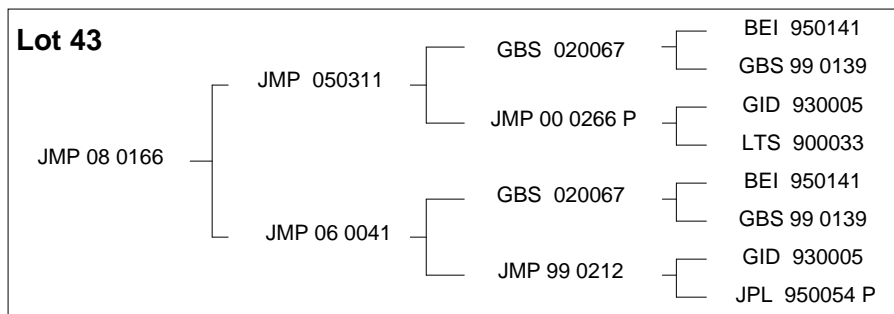 Lot 43
BEI 950141
GBS 020067
GBS 99 0139
JMP 050311
GID 930005
JMP 00 0266 P
LTS 900033
JMP 08 0166
BEI 950141
GBS 020067
GBS 99 0139
JMP 06 0041
GID 930005
JMP 99 0212
JPL 950054 P